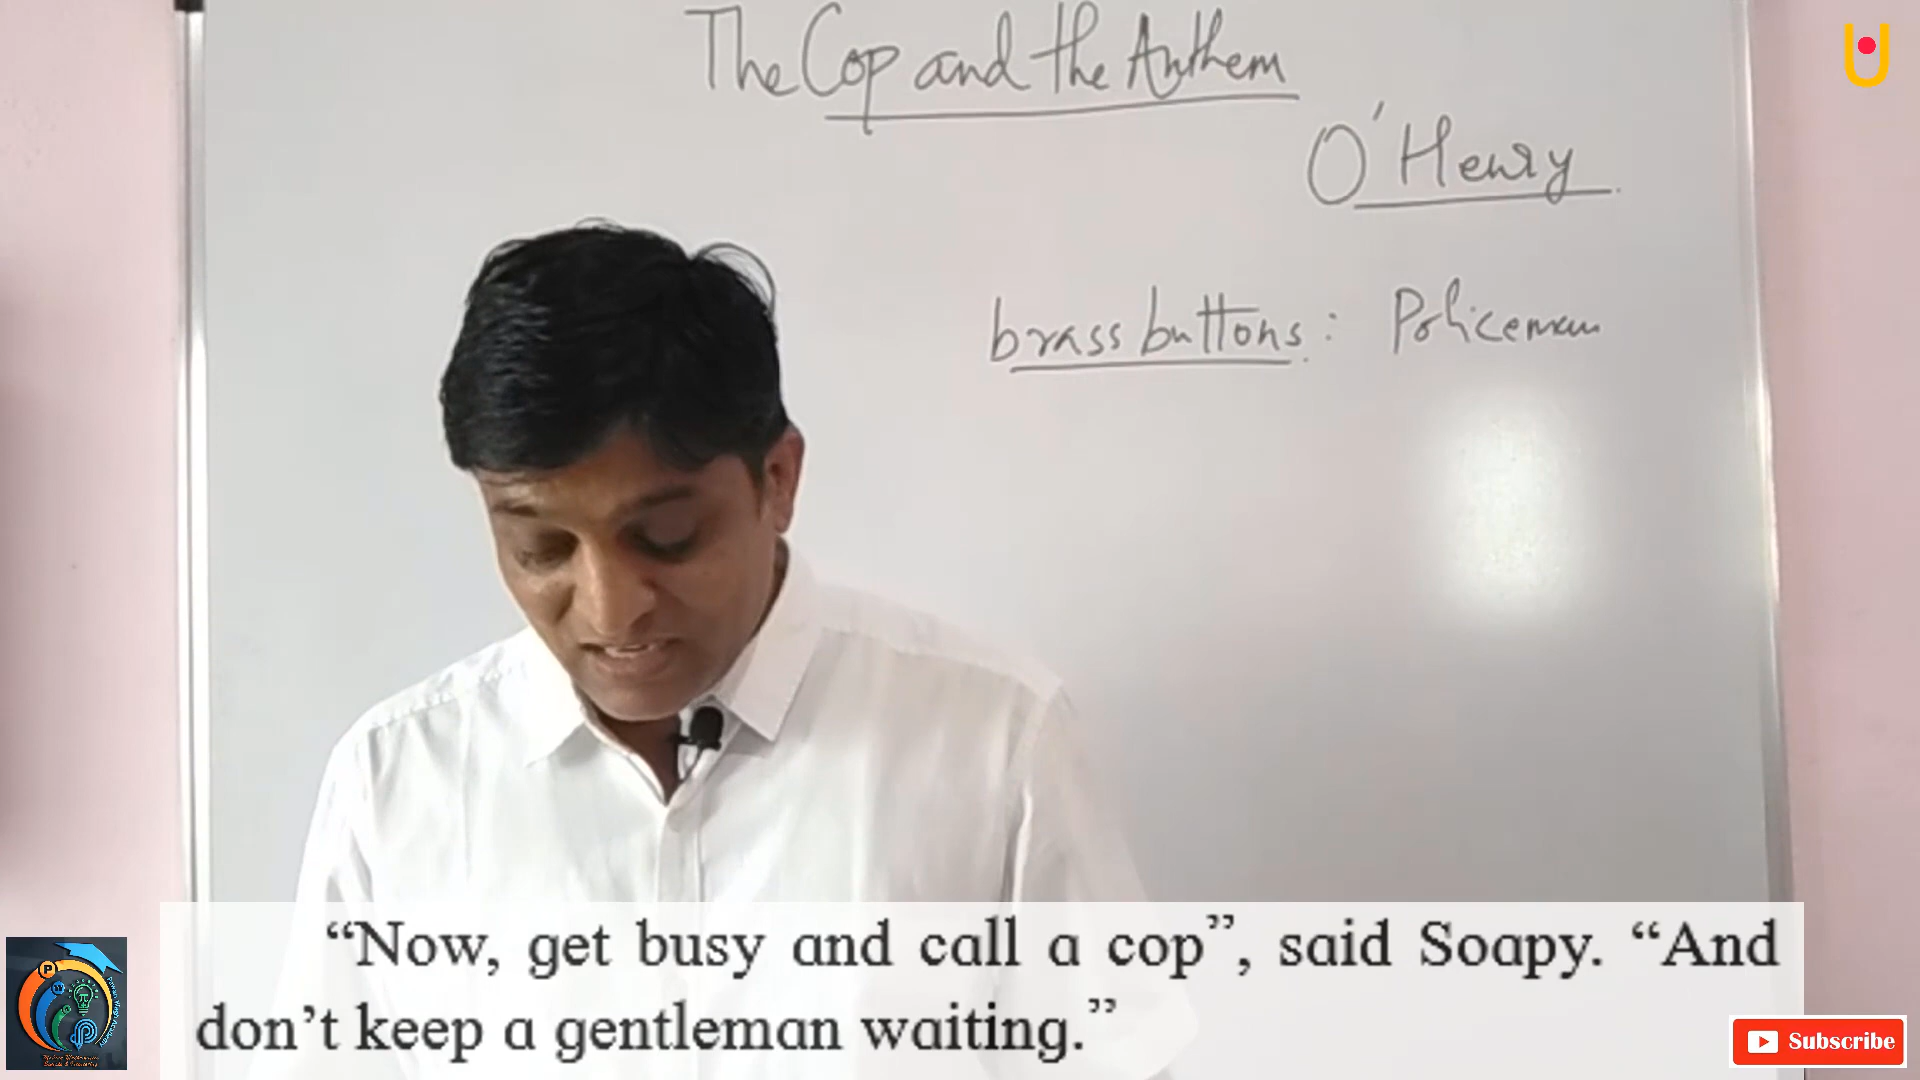 The Cop and the Anthem
O'Henry
brass buttons : Policeman
“Now, get busy and call a cop”, said Soapy. “And
don’t keep a gentleman waiting.”
Subscribe